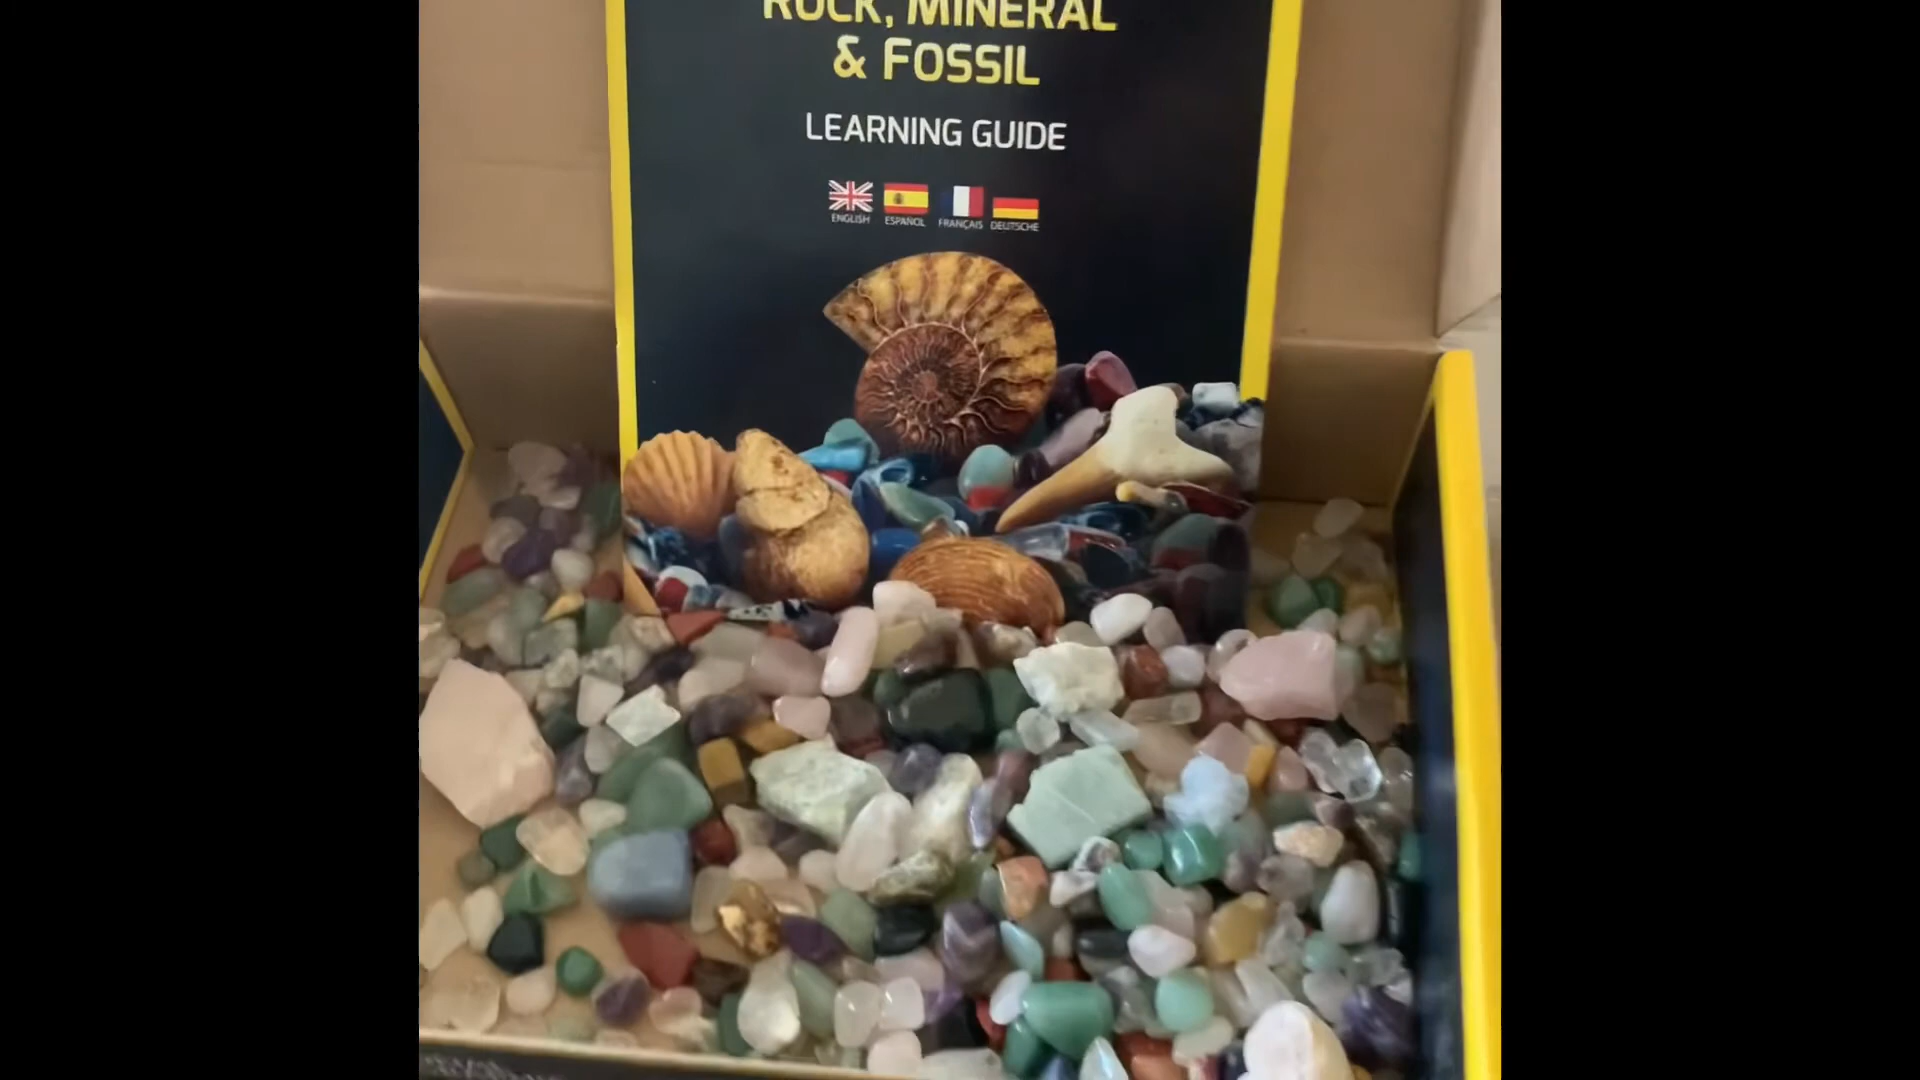 ROCK, MINERAL
& FOSSIL
LEARNING GUIDE
ENGLISH ESPAÑOL FRANÇAIS DEUTSCHE